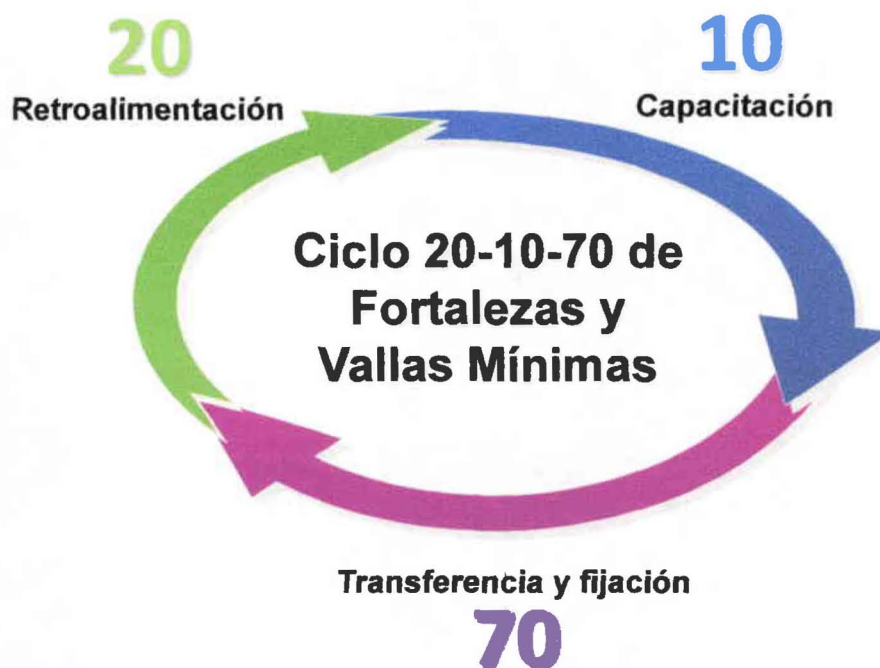 20
Retroalimentación
10
Capacitación
Ciclo 20-10-70 de
Fortalezas y
Vallas Mínimas
Transferencia y fijación
70